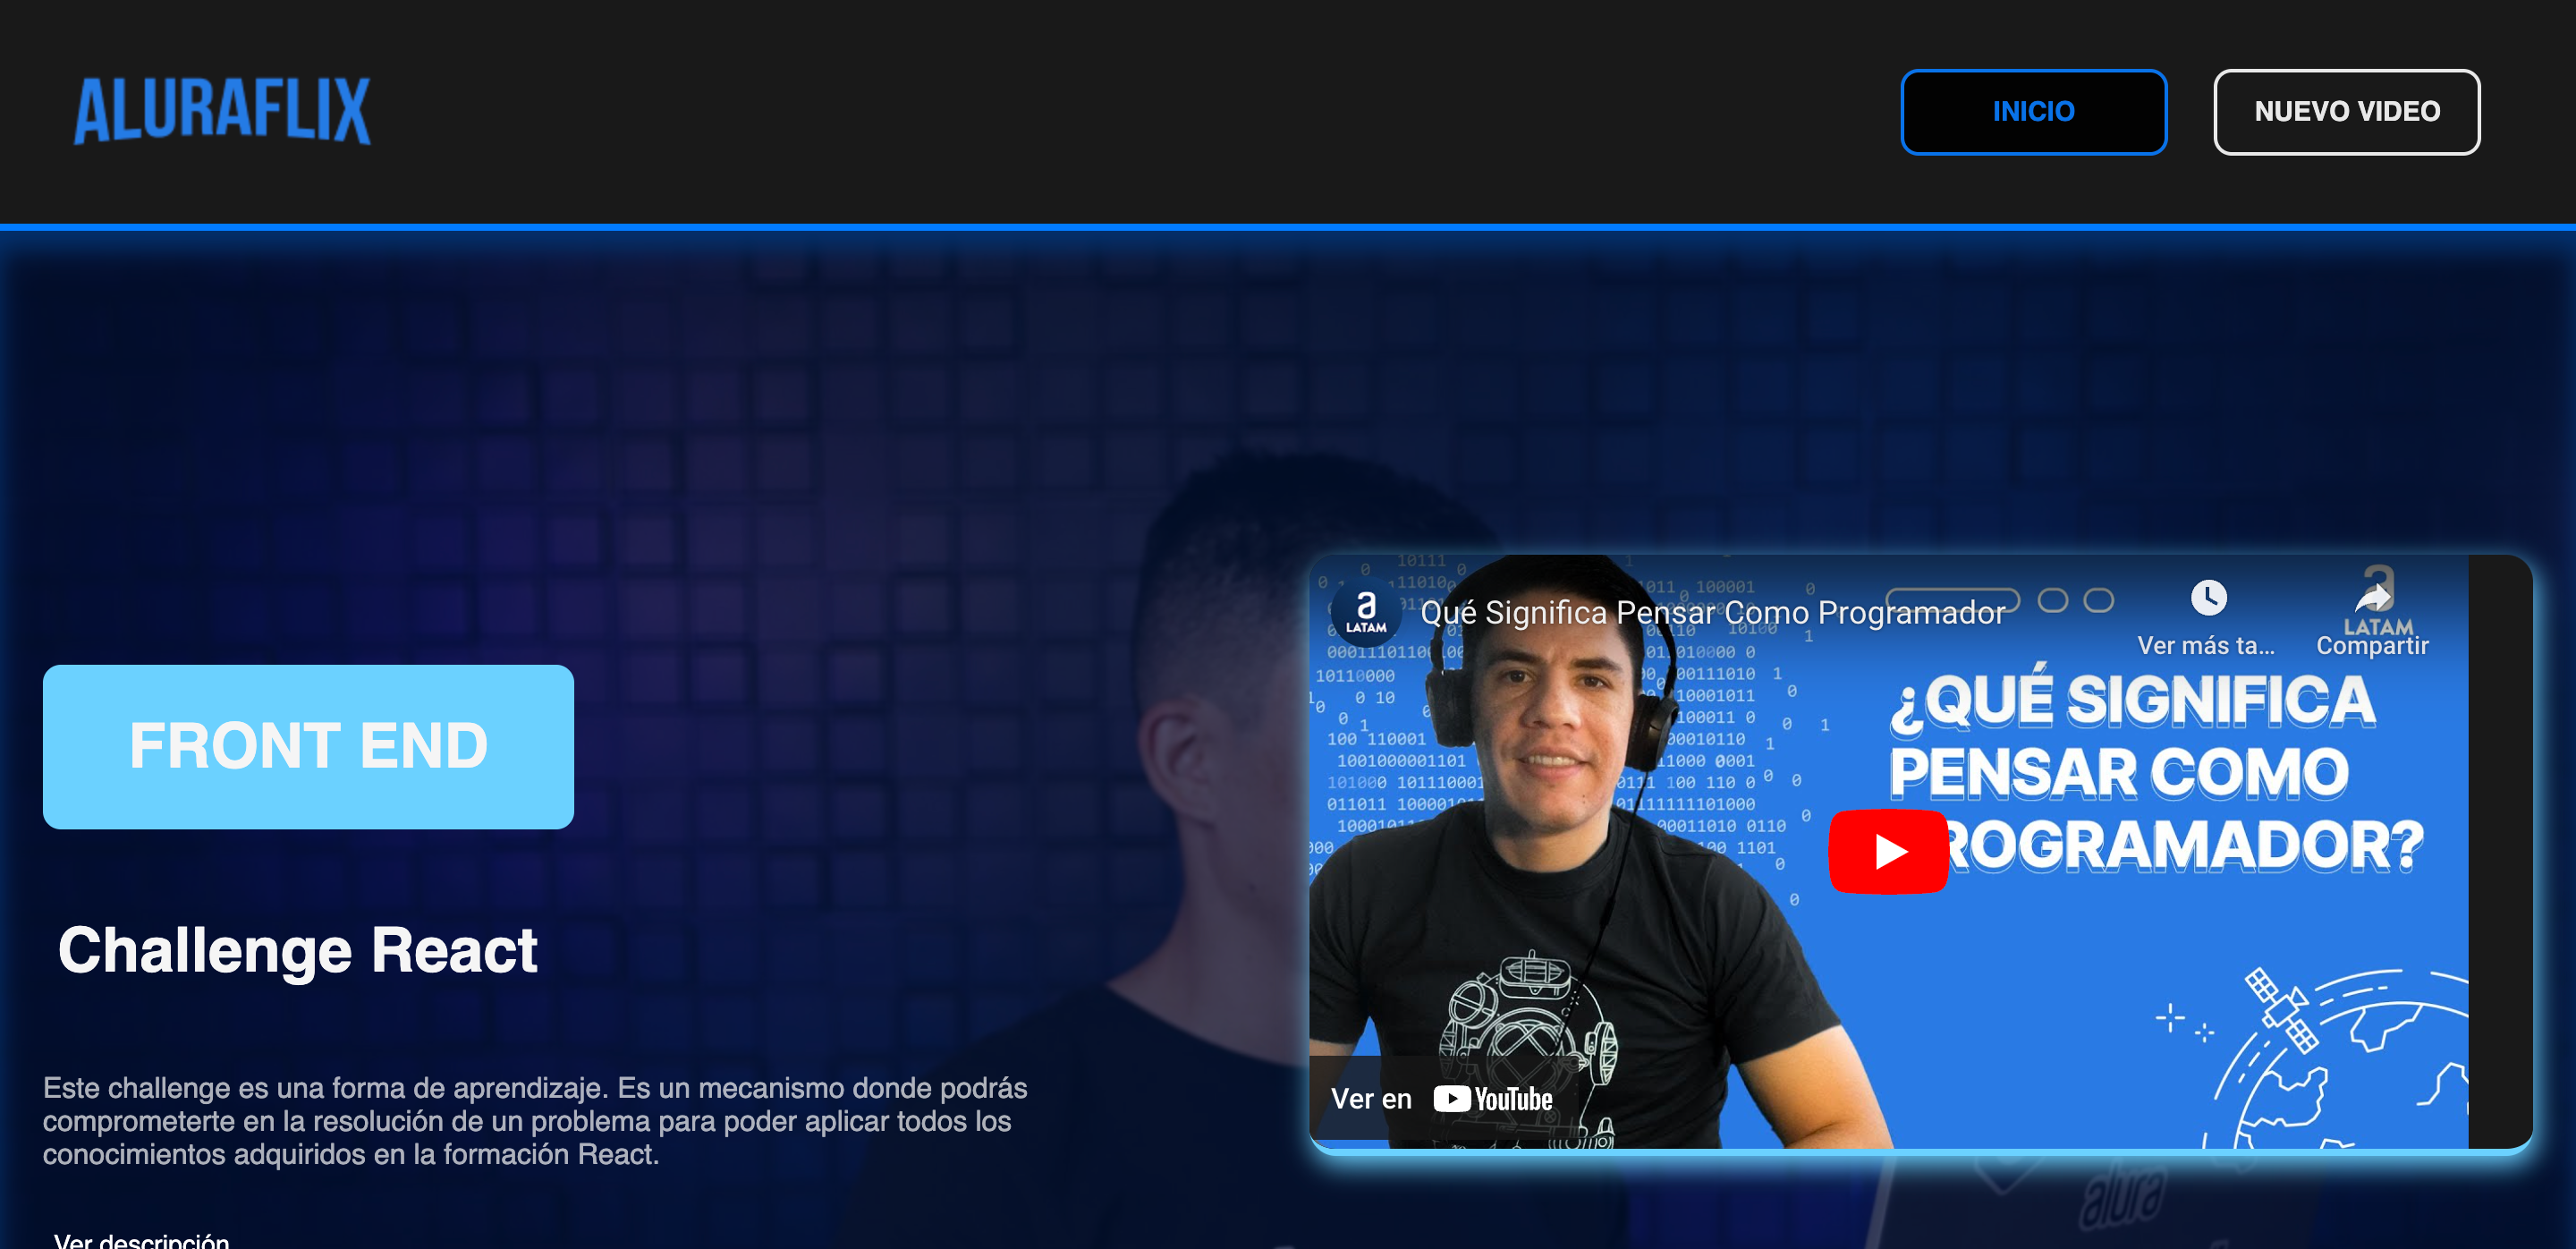 ALURAFLIX
INICIO
NUEVO VIDEO
FRONT END
Challenge React
Este challenge es una forma de aprendizaje. Es un mecanismo donde podrás
comprometerte en la resolución de un problema para poder aplicar todos los
conocimientos adquiridos en la formación React.
Ver descripción
a
LATAM
Qué Significa Pensar Como Programador
Ver más ta...
Compartir
a
LATAM
¿QUÉ SIGNIFICA
PENSAR COMO
ROGRAMADOR?
Ver en YouTube
alura